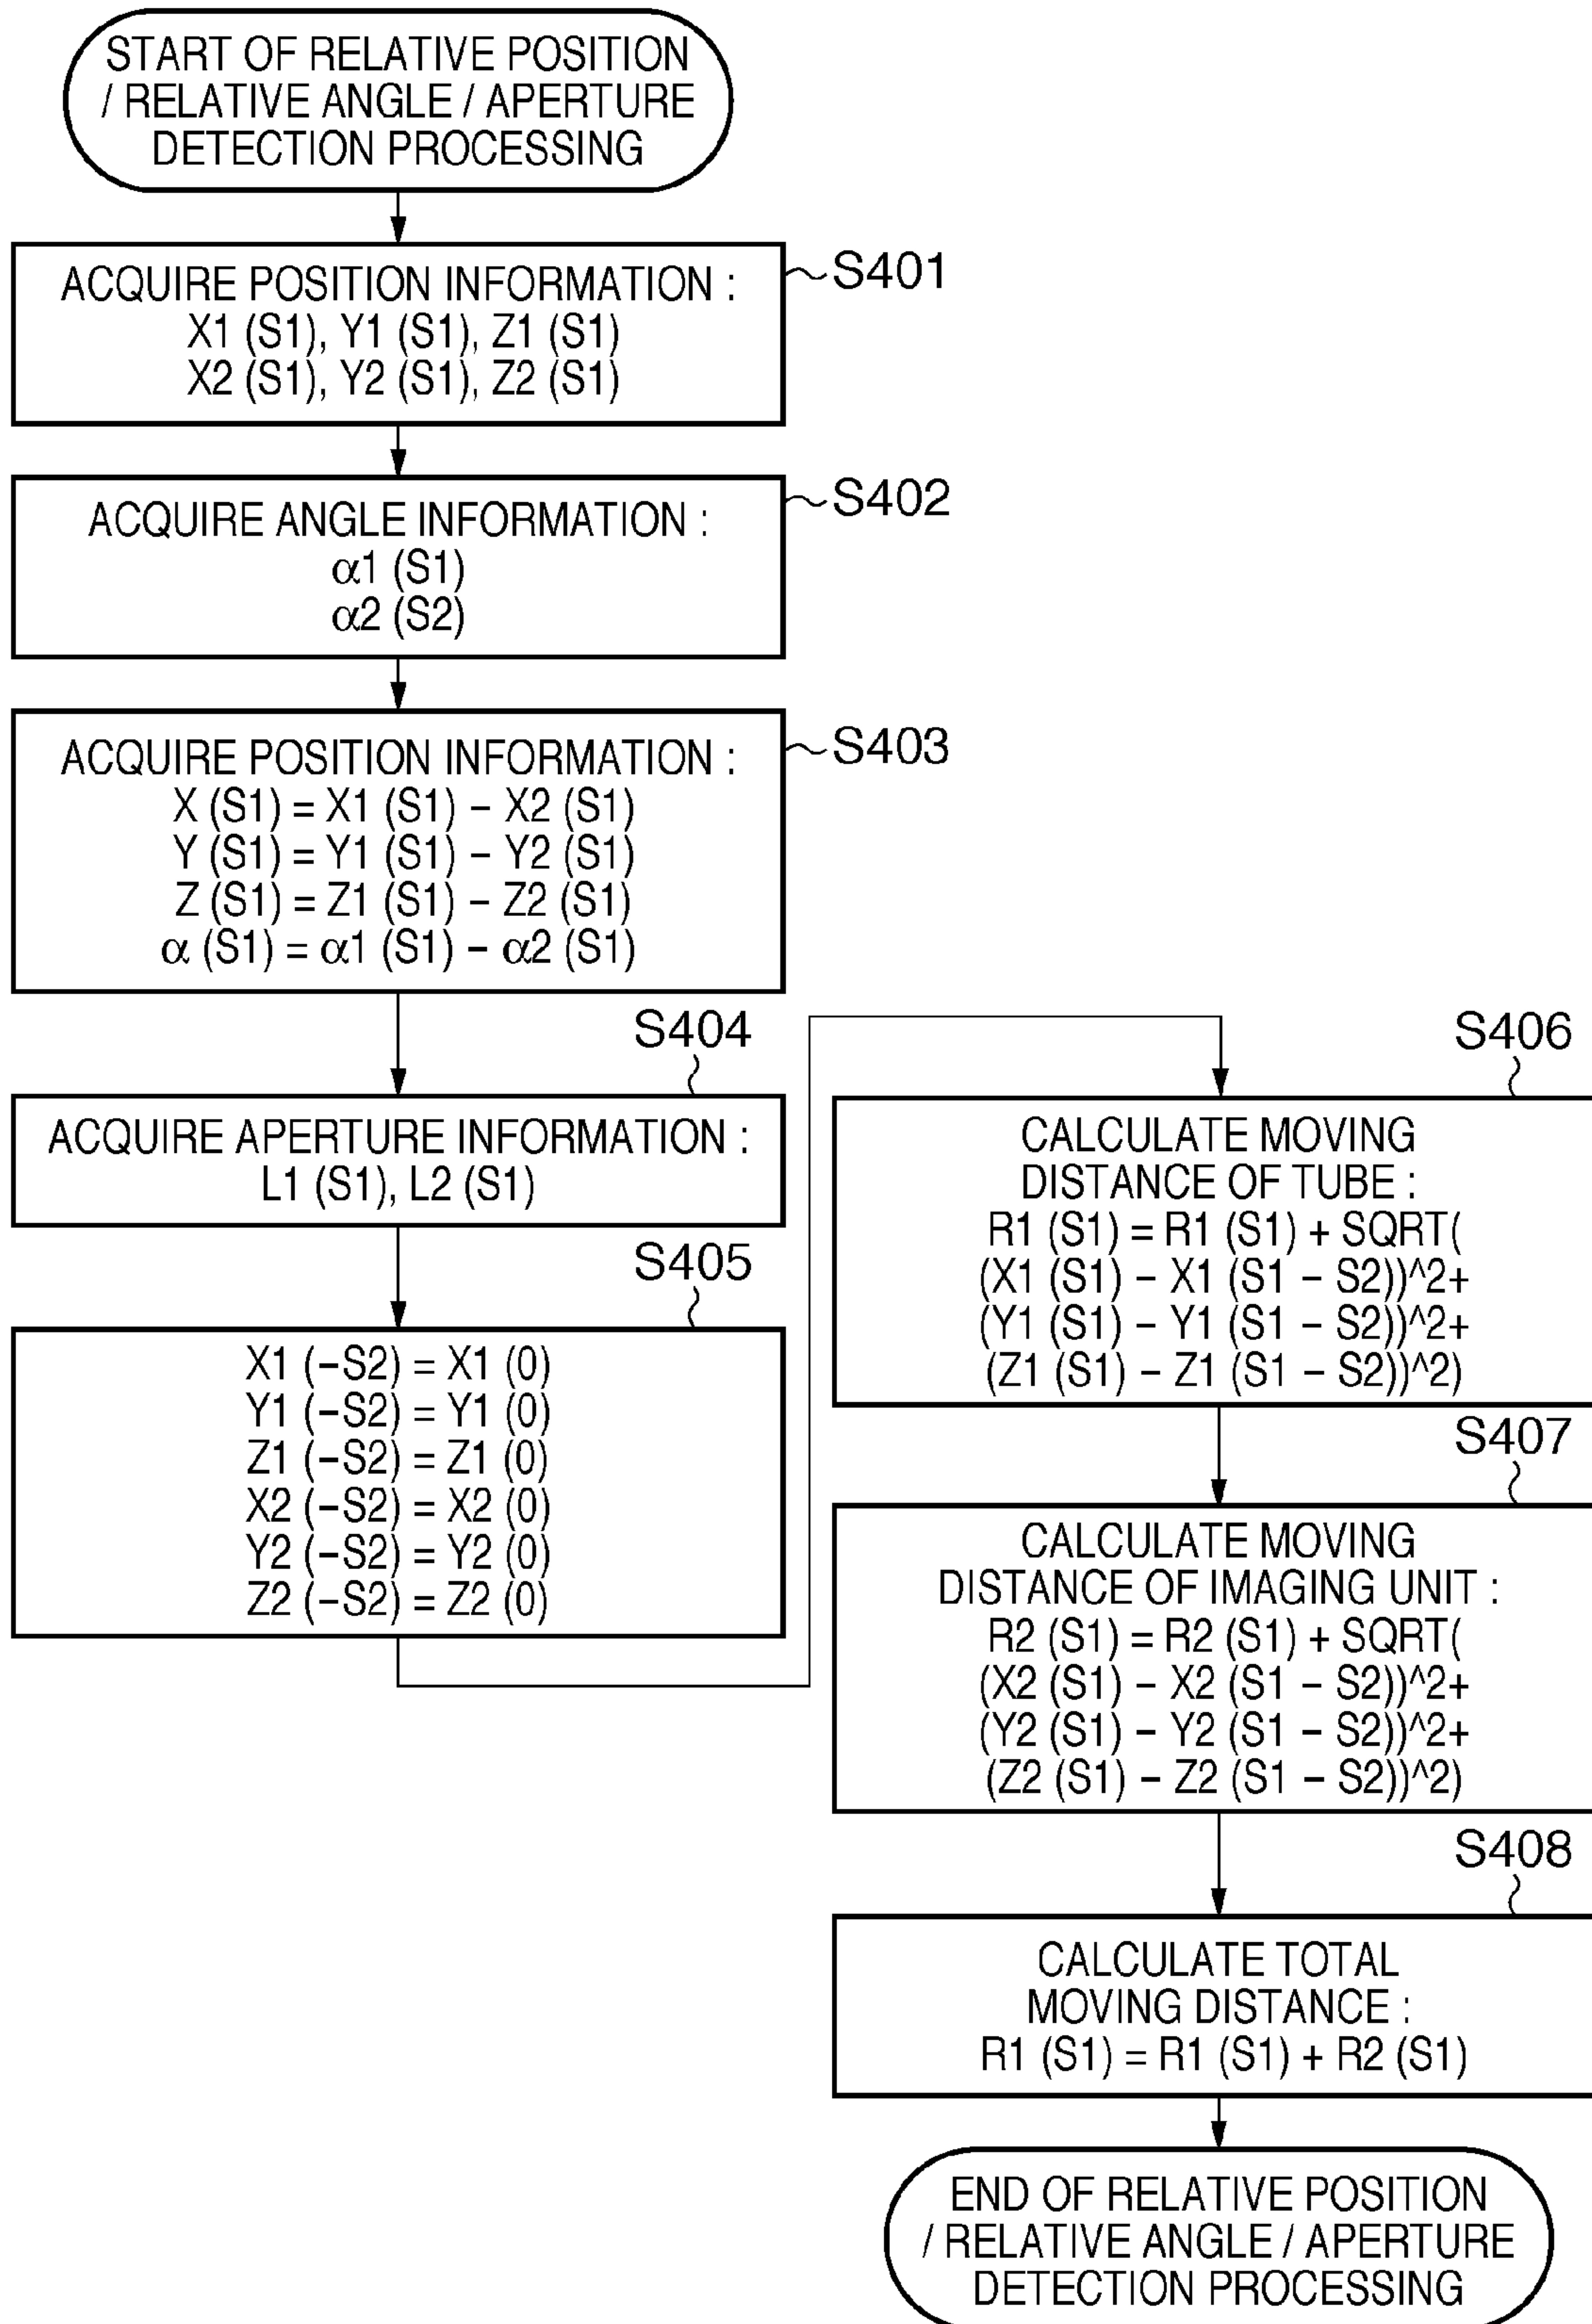 START OF RELATIVE POSITION
/ RELATIVE ANGLE / APERTURE
DETECTION PROCESSING
S401
ACQUIRE POSITION INFORMATION :
X1 (S1), Y1 (S1), Z1 (S1)
X2 (S1), Y2 (S1), Z2 (S1)
S402
ACQUIRE ANGLE INFORMATION :
α1 (S1)
α2 (S2)
S403
ACQUIRE POSITION INFORMATION :
X (S1) = X1 (S1) − X2 (S1)
Y (S1) = Y1 (S1) − Y2 (S1)
Z (S1) = Z1 (S1) − Z2 (S1)
α (S1) = α1 (S1) − α2 (S1)
S404
ACQUIRE APERTURE INFORMATION :
L1 (S1), L2 (S1)
S405
X1 (−S2) = X1 (0)
Y1 (−S2) = Y1 (0)
Z1 (−S2) = Z1 (0)
X2 (−S2) = X2 (0)
Y2 (−S2) = Y2 (0)
Z2 (−S2) = Z2 (0)
S406
CALCULATE MOVING
DISTANCE OF TUBE :
R1 (S1) = R1 (S1) + SQRT(
(X1 (S1) − X1 (S1 − S2))^2+
(Y1 (S1) − Y1 (S1 − S2))^2+
(Z1 (S1) − Z1 (S1 − S2))^2)
S407
CALCULATE MOVING
DISTANCE OF IMAGING UNIT :
R2 (S1) = R2 (S1) + SQRT(
(X2 (S1) − X2 (S1 − S2))^2+
(Y2 (S1) − Y2 (S1 − S2))^2+
(Z2 (S1) − Z2 (S1 − S2))^2)
S408
CALCULATE TOTAL
MOVING DISTANCE :
R1 (S1) = R1 (S1) + R2 (S1)
END OF RELATIVE POSITION
/ RELATIVE ANGLE / APERTURE
DETECTION PROCESSING